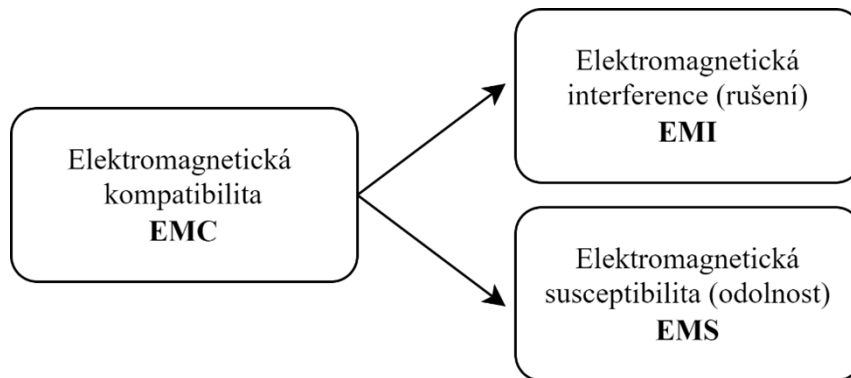 Elektromagnetická
kompatibilita
EMC
Elektromagnetická
interference (rušení)
EMI
Elektromagnetická
susceptibilita (odolnost)
EMS